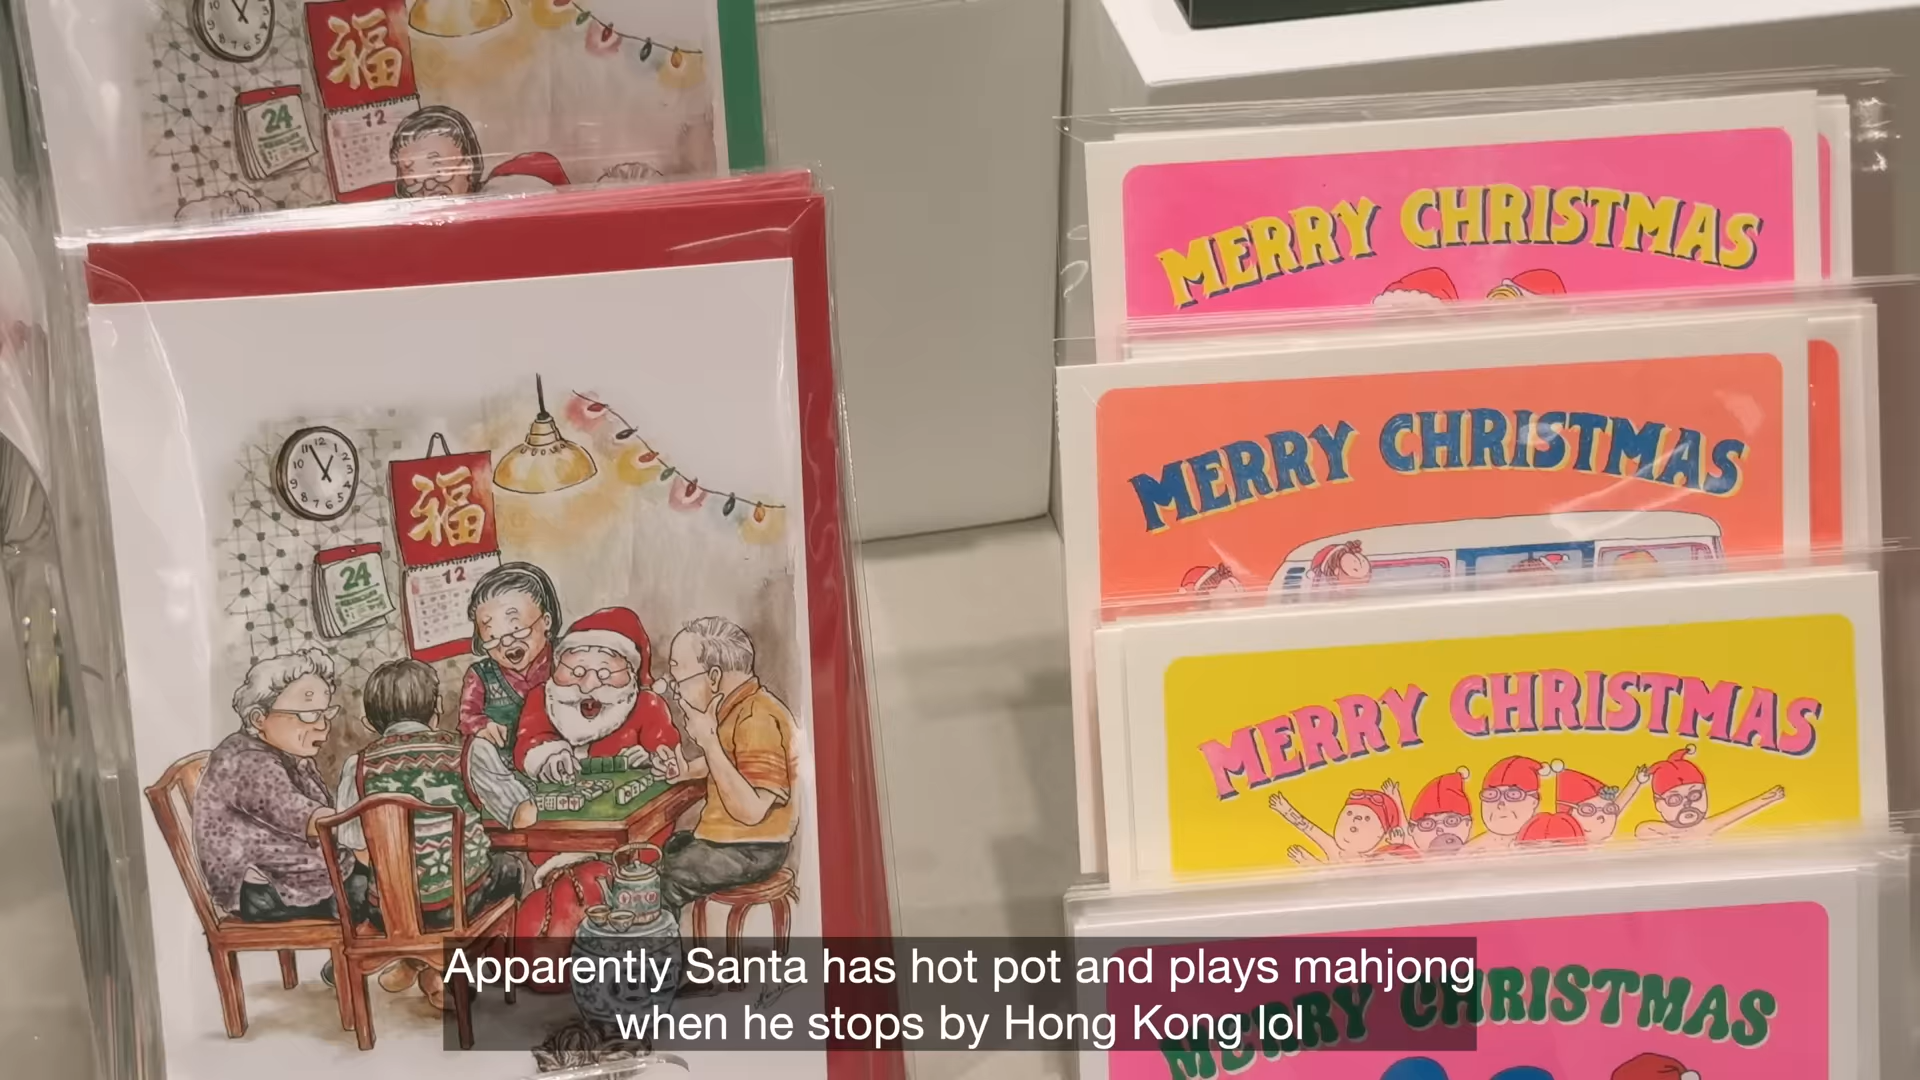 福
24
12
福
24
12
MERRY CHRISTMAS
MERRY CHRISTMAS
MERRY CHRISTMAS
MERRY CHRISTMAS
Apparently Santa has hot pot and plays mahjong
when he stops by Hong Kong lol